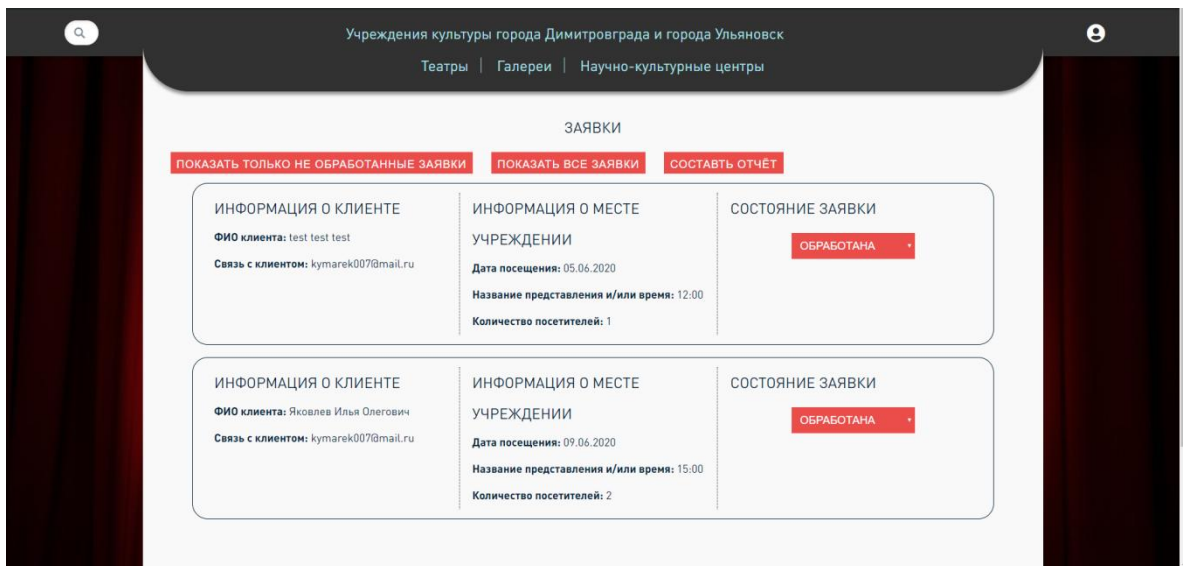 Учреждения культуры города Димитровграда и города Ульяновск
Театры | Галереи | Научно-культурные центры
ЗАЯВКИ
ПОКАЗАТЬ ТОЛЬКО НЕ ОБРАБОТАННЫЕ ЗАЯВКИ ПОКАЗАТЬ ВСЕ ЗАЯВКИ СОСТАВТЬ ОТЧЁТ
ИНФОРМАЦИЯ О КЛИЕНТЕ
ФИО клиента: test test test
Связь с клиентом: kymarek007@mail.ru
ИНФОРМАЦИЯ О МЕСТЕ
УЧРЕЖДЕНИИ
Дата посещения: 05.06.2020
Название представления и/или время: 12:00
Количество посетителей: 1
СОСТОЯНИЕ ЗАЯВКИ
ОБРАБОТАНА
ИНФОРМАЦИЯ О КЛИЕНТЕ
ФИО клиента: Яковлев Илья Олегович
Связь с клиентом: kymarek007@mail.ru
ИНФОРМАЦИЯ О МЕСТЕ
УЧРЕЖДЕНИИ
Дата посещения: 09.06.2020
Название представления и/или время: 15:00
Количество посетителей: 2
СОСТОЯНИЕ ЗАЯВКИ
ОБРАБОТАНА